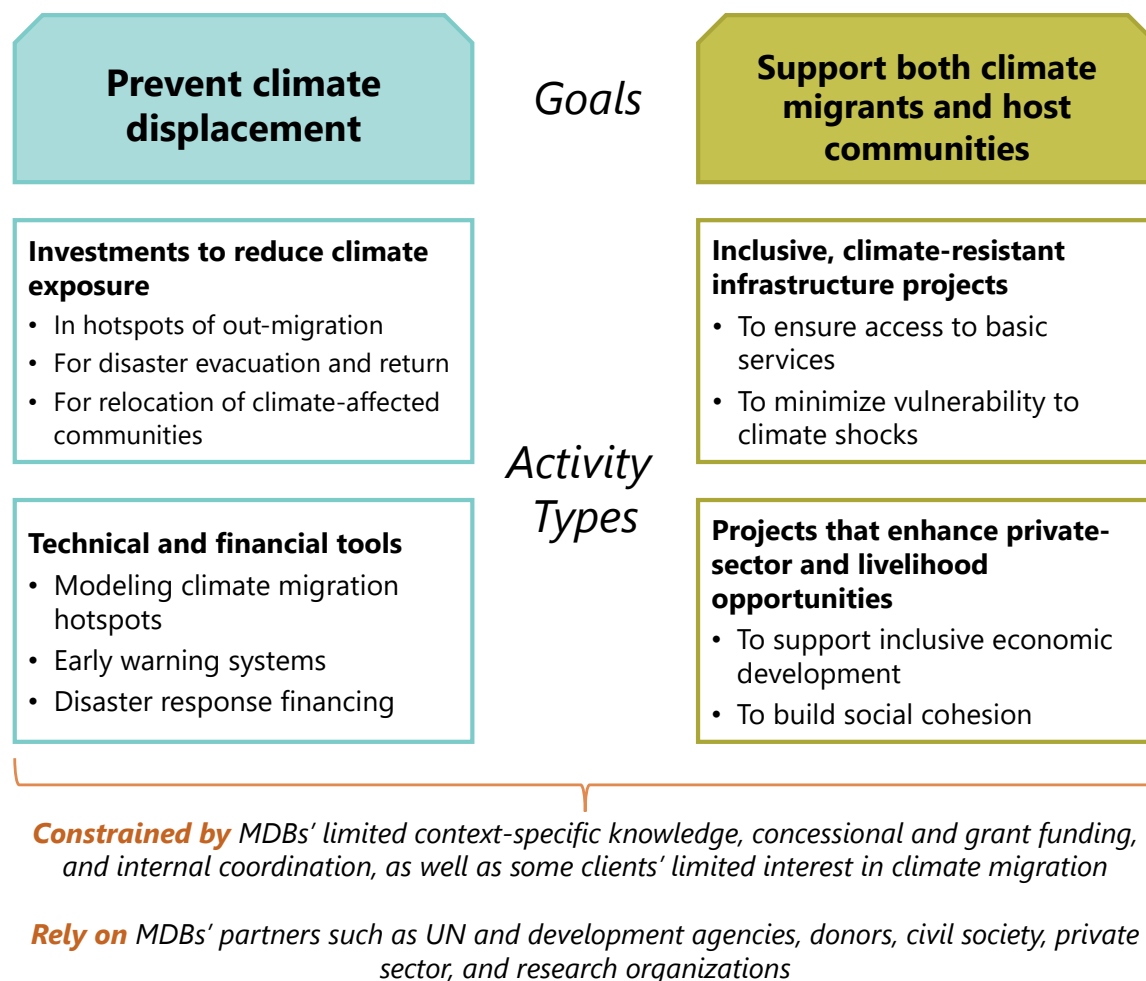 Prevent climate
displacement
Goals
Support both climate
migrants and host
communities
Investments to reduce climate
exposure
• In hotspots of out-migration
• For disaster evacuation and return
• For relocation of climate-affected
communities
Inclusive, climate-resistant
infrastructure projects
• To ensure access to basic
services
• To minimize vulnerability to
climate shocks
Activity
Types
Technical and financial tools
• Modeling climate migration
hotspots
• Early warning systems
• Disaster response financing
Projects that enhance private-
sector and livelihood
opportunities
• To support inclusive economic
development
• To build social cohesion
Constrained by MDBs' limited context-specific knowledge, concessional and grant funding,
and internal coordination, as well as some clients' limited interest in climate migration
Rely on MDBs' partners such as UN and development agencies, donors, civil society, private
sector, and research organizations